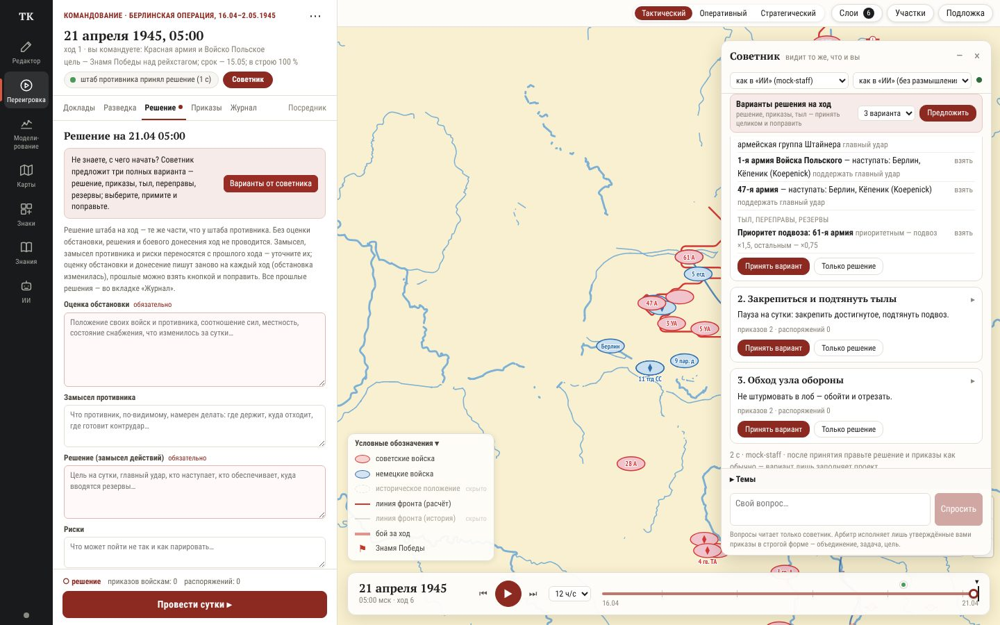 ТК
Редактор
Переигровка
Модели-
рование
Карты
Знаки
Знания
ИИ
КОМАНДОВАНИЕ · БЕРЛИНСКАЯ ОПЕРАЦИЯ, 16.04–2.05.1945
21 апреля 1945, 05:00
ход 1 · вы командуете: Красная армия и Войско Польское
цель — Знамя Победы над рейхстагом; срок — 15.05; в строю 100 %
штаб противника принял решение (1 с)
Советник
Доклады Разведка Решение Приказы Журнал Посредник
Решение на 21.04 05:00
Не знаете, с чего начать? Советник
предложит три полных варианта —
решение, приказы, тыл, переправы,
резервы; выберите, примите и
поправьте.
Варианты от советника
Решение штаба на ход — те же части, что у штаба противника. Без оценки
обстановки, решения и боевого донесения ход не проводится. Замысел,
замысел противника и риски переносятся с прошлого хода — уточните их;
оценку обстановки и донесение пишут заново на каждый ход (обстановка
изменилась), прошлые можно взять кнопкой и поправить. Все прошлые
решения — во вкладке «Журнал».
Оценка обстановки обязательно
Положение своих войск и противника, соотношение сил, местность,
состояние снабжения, что изменилось за сутки…
Замысел противника
Что противник, по-видимому, намерен делать: где держит, куда отходит,
где готовит контрудар…
Решение (замысел действий) обязательно
Цель на сутки, главный удар, кто наступает, кто обеспечивает, куда
вводятся резервы…
Риски
Что может пойти не так и как парировать…
решение приказов войскам: 0 распоряжений: 0
Провести сутки ▸
Тактический Оперативный Стратегический
Слои 6
Участки
Подложка
61 А
5 егд
47 А
3 УА
5 УА
Берлин
9 пар. д
11 тгд СС
28 А
4 гв. ТА
Условные обозначения ▾
советские войска
немецкие войска
историческое положение скрыто
линия фронта (расчёт)
линия фронта (история) скрыто
бой за ход
Знамя Победы
21 апреля 1945
05:00 мск · ход 6
12 ч/с
16.04
21.04
Советник видит то же, что и вы
как в «ИИ» (mock-staff)
как в «ИИ» (без размышлени
Варианты решения на ход
решение, приказы, тыл — принять
целиком и поправить
3 варианта
Предложить
армейская группа Штайнера главный удар
1-я армия Войска Польского — наступать: Берлин, взять
Кёпеник (Koepenick) поддержать главный удар
47-я армия — наступать: Берлин, Кёпеник (Koepenick) взять
поддержать главный удар
ТЫЛ, ПЕРЕПРАВЫ, РЕЗЕРВЫ
Приоритет подвоза: 61-я армия приоритетным — подвоз взять
×1,5, остальным — ×0,75
Принять вариант
Только решение
2. Закрепиться и подтянуть тылы
Пауза на сутки: закрепить достигнутое, подтянуть подвоз.
приказов 2 · распоряжений 0
Принять вариант
Только решение
3. Обход узла обороны
Не штурмовать в лоб — обойти и отрезать.
приказов 2 · распоряжений 0
Принять вариант
Только решение
2 с · mock-staff · после принятия правьте решение и приказы как
обычно — вариант лишь заполняет проект
▸ Темы
Свой вопрос…
Спросить
Вопросы читает только советник. Арбитр исполняет лишь утверждённые вами
приказы в строгой форме — объединение, задача, цель.